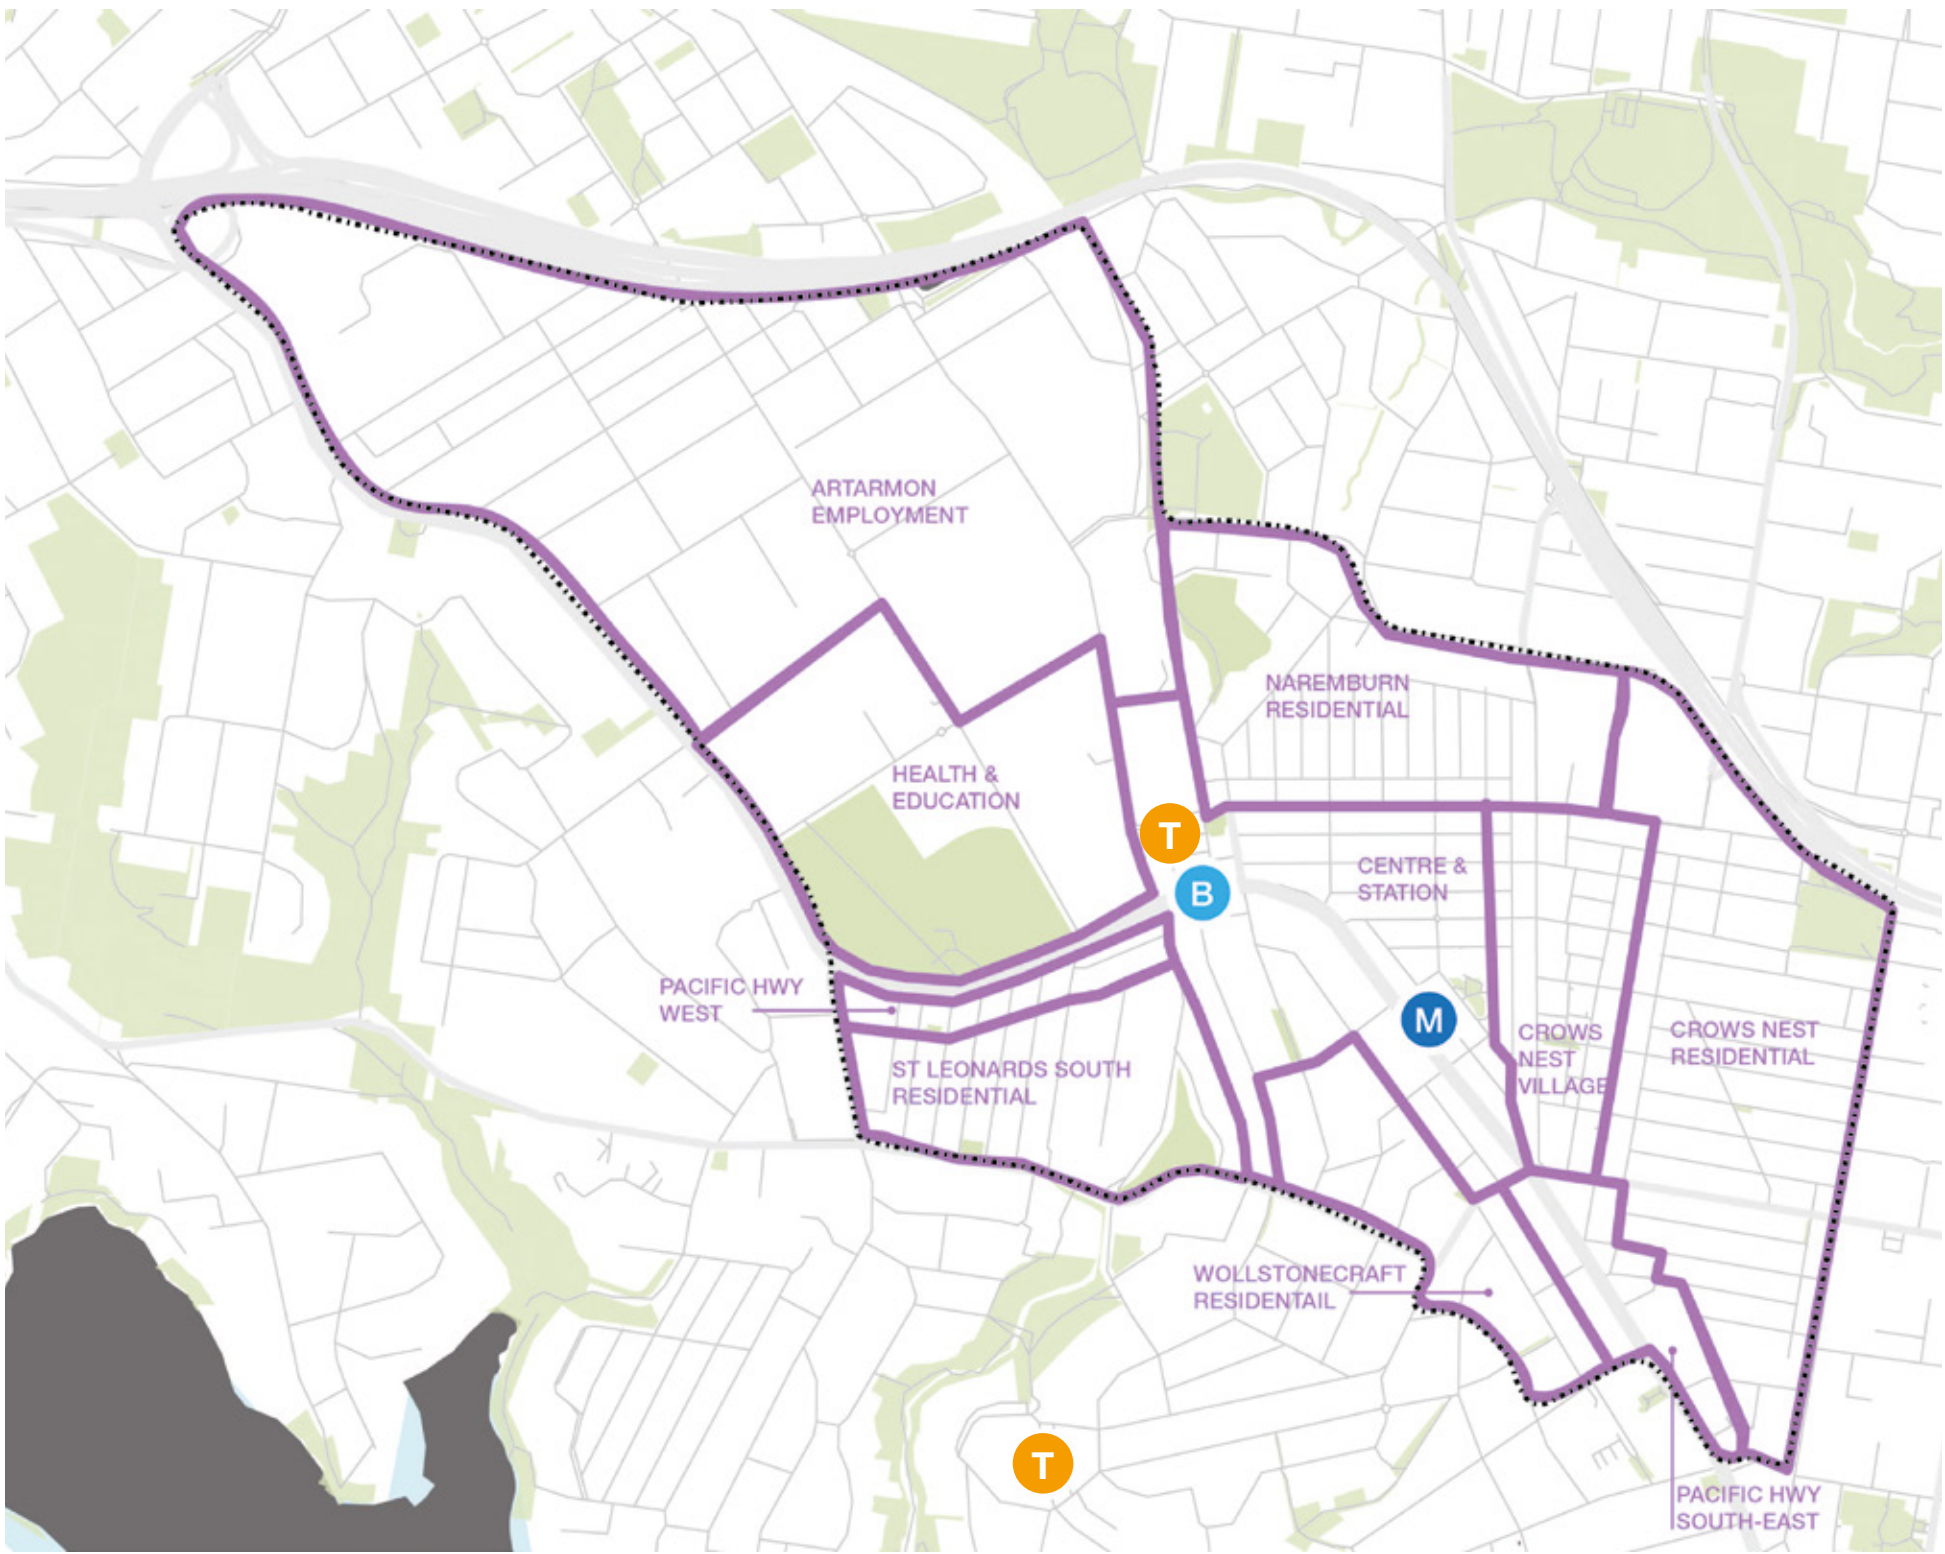 ARTARMON
EMPLOYMENT
NAREMBURN
RESIDENTIAL
HEALTH &
EDUCATION
T
B
CENTRE &
STATION
PACIFIC HWY
WEST
M
CROWS
NEST
VILLAGE
CROWS NEST
RESIDENTIAL
ST LEONARDS SOUTH
RESIDENTIAL
WOLLSTONECRAFT
RESIDENTAIL
T
PACIFIC HWY
SOUTH-EAST